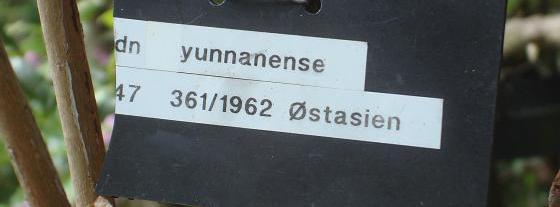 dn yunnanense
47 361/1962 Østasien